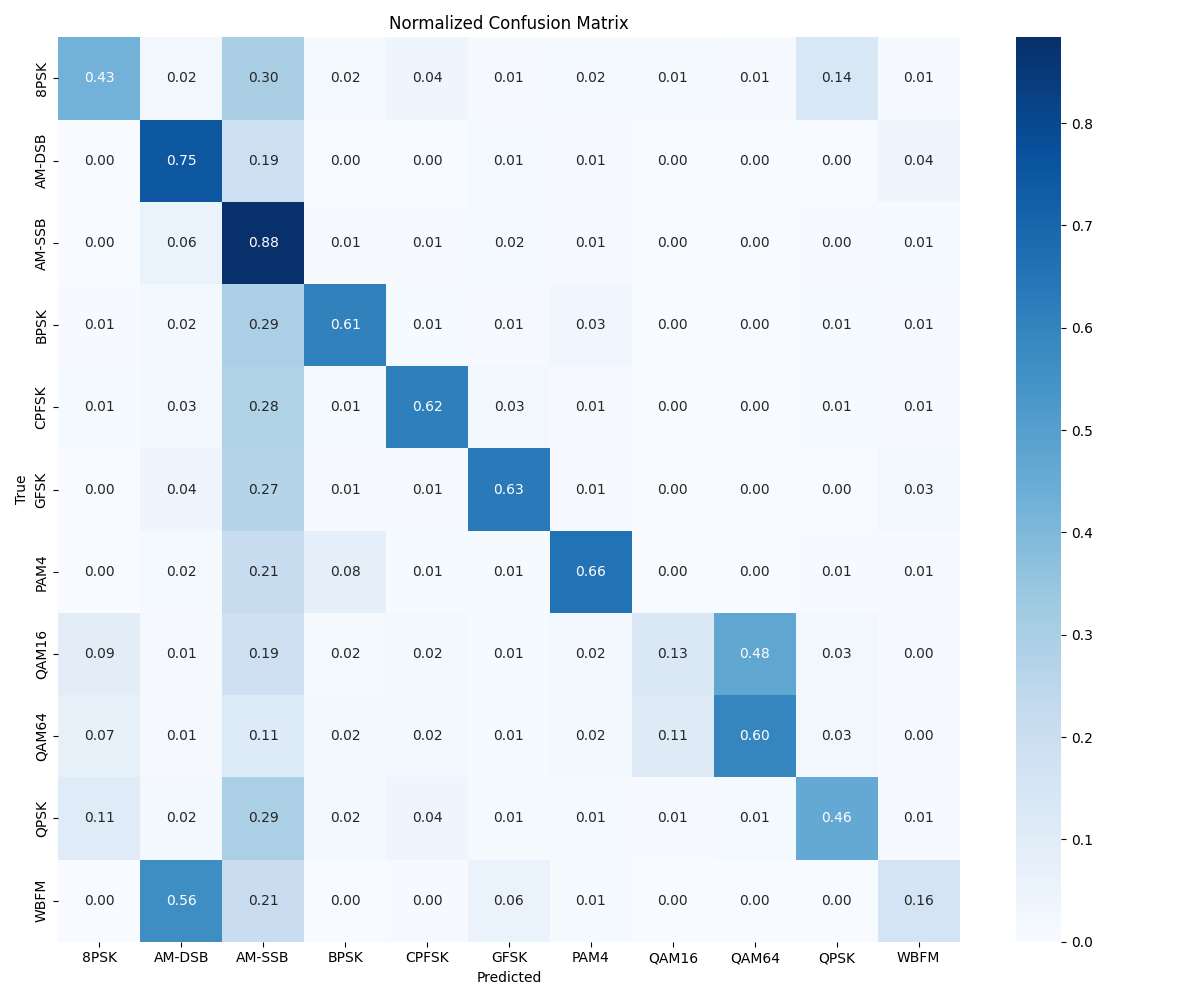 Normalized Confusion Matrix
True
8PSK 0.43 0.02 0.30 0.02 0.04 0.01 0.02 0.01 0.01 0.14 0.01
AM-DSB 0.00 0.75 0.19 0.00 0.00 0.01 0.01 0.00 0.00 0.00 0.04
AM-SSB 0.00 0.06 0.88 0.01 0.01 0.02 0.01 0.00 0.00 0.00 0.01
BPSK 0.01 0.02 0.29 0.61 0.01 0.01 0.03 0.00 0.00 0.01 0.01
CPFSK 0.01 0.03 0.28 0.01 0.62 0.03 0.01 0.00 0.00 0.01 0.01
GFSK 0.00 0.04 0.27 0.01 0.01 0.63 0.01 0.00 0.00 0.00 0.03
PAM4 0.00 0.02 0.21 0.08 0.01 0.01 0.66 0.00 0.00 0.01 0.01
QAM16 0.09 0.01 0.19 0.02 0.02 0.01 0.02 0.13 0.48 0.03 0.00
QAM64 0.07 0.01 0.11 0.02 0.02 0.01 0.02 0.11 0.60 0.03 0.00
QPSK 0.11 0.02 0.29 0.02 0.04 0.01 0.01 0.01 0.01 0.46 0.01
WBFM 0.00 0.56 0.21 0.00 0.00 0.06 0.01 0.00 0.00 0.00 0.16
8PSK AM-DSB AM-SSB BPSK CPFSK GFSK PAM4 QAM16 QAM64 QPSK WBFM
Predicted
0.8
0.7
0.6
0.5
0.4
0.3
0.2
0.1
0.0